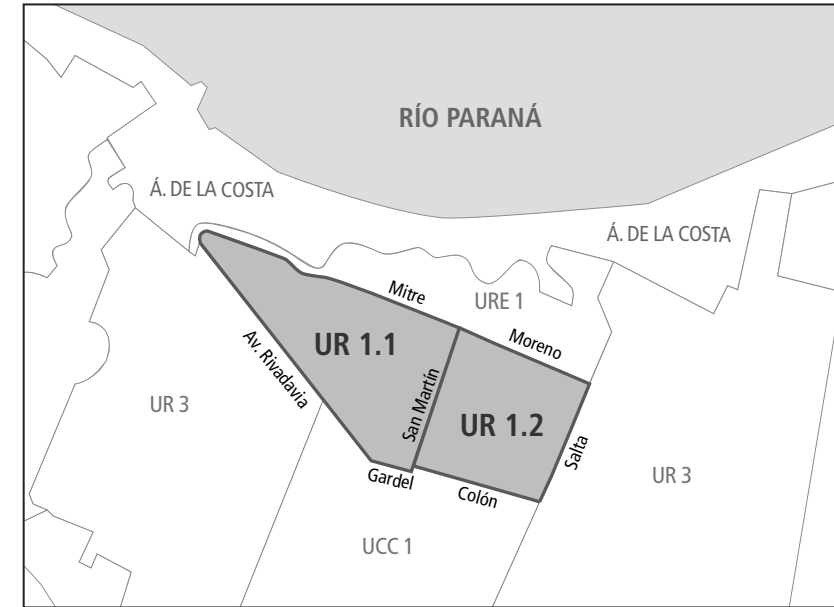 RÍO PARANÁ
Á. DE LA COSTA
Á. DE LA COSTA
Mitre
URE 1
Moreno
UR 1.1
Av. Rivadavia
San Martín
UR 3
UR 1.2
Salta
UR 3
Gardel
Colón
UCC 1